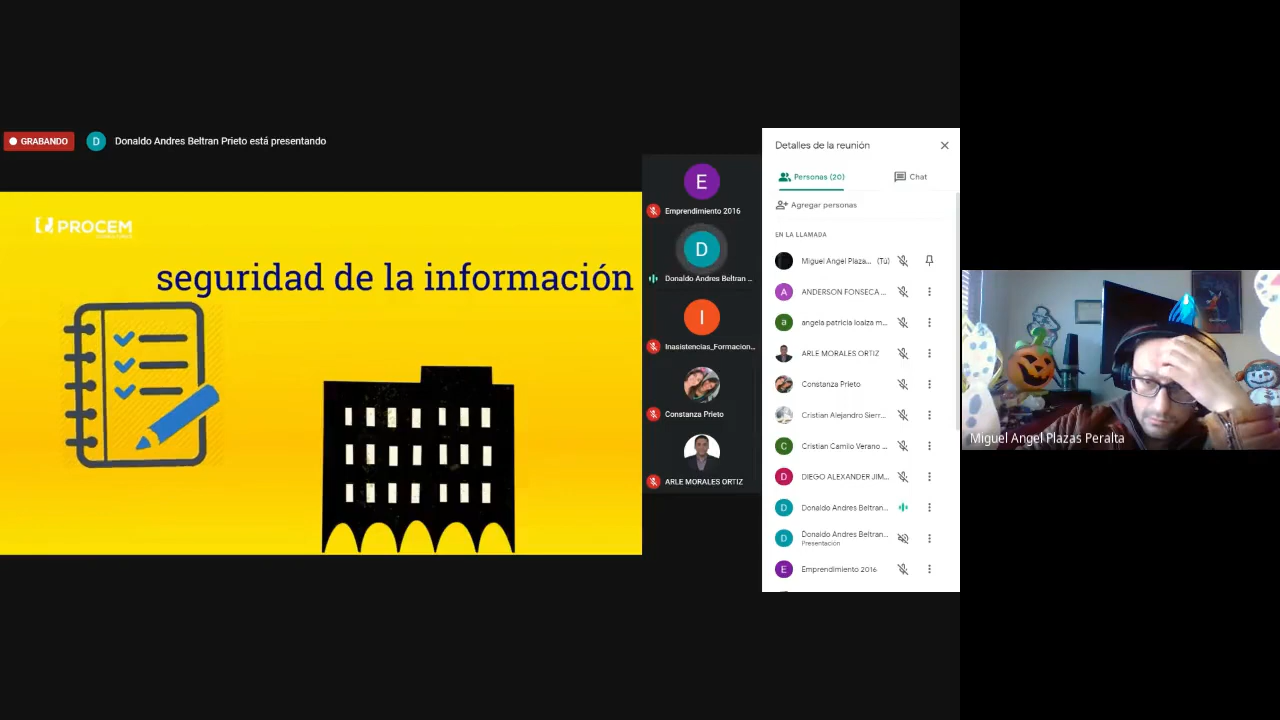 GRABANDO
D
Donaldo Andres Beltran Prieto está presentando
PROCEM
seguridad de la información
E
Emprendimiento 2016
D
Donaldo Andres Beltran ...
I
Inasistencias_Formacion...
Constanza Prieto
ARLE MORALES ORTIZ
Detalles de la reunión
Personas (20)
Chat
Agregar personas
EN LA LLAMADA
Miguel Angel Plaza... (Tú)
A
ANDERSON FONSECA ...
a
angela patricia loaiza m...
ARLE MORALES ORTIZ
Constanza Prieto
Cristian Alejandro Sierr...
C
Cristian Camilo Verano ...
D
DIEGO ALEXANDER JIM...
D
Donaldo Andres Beltran...
D
Donaldo Andres Beltran...
Presentación
E
Emprendimiento 2016
Miguel Angel Plazas Peralta